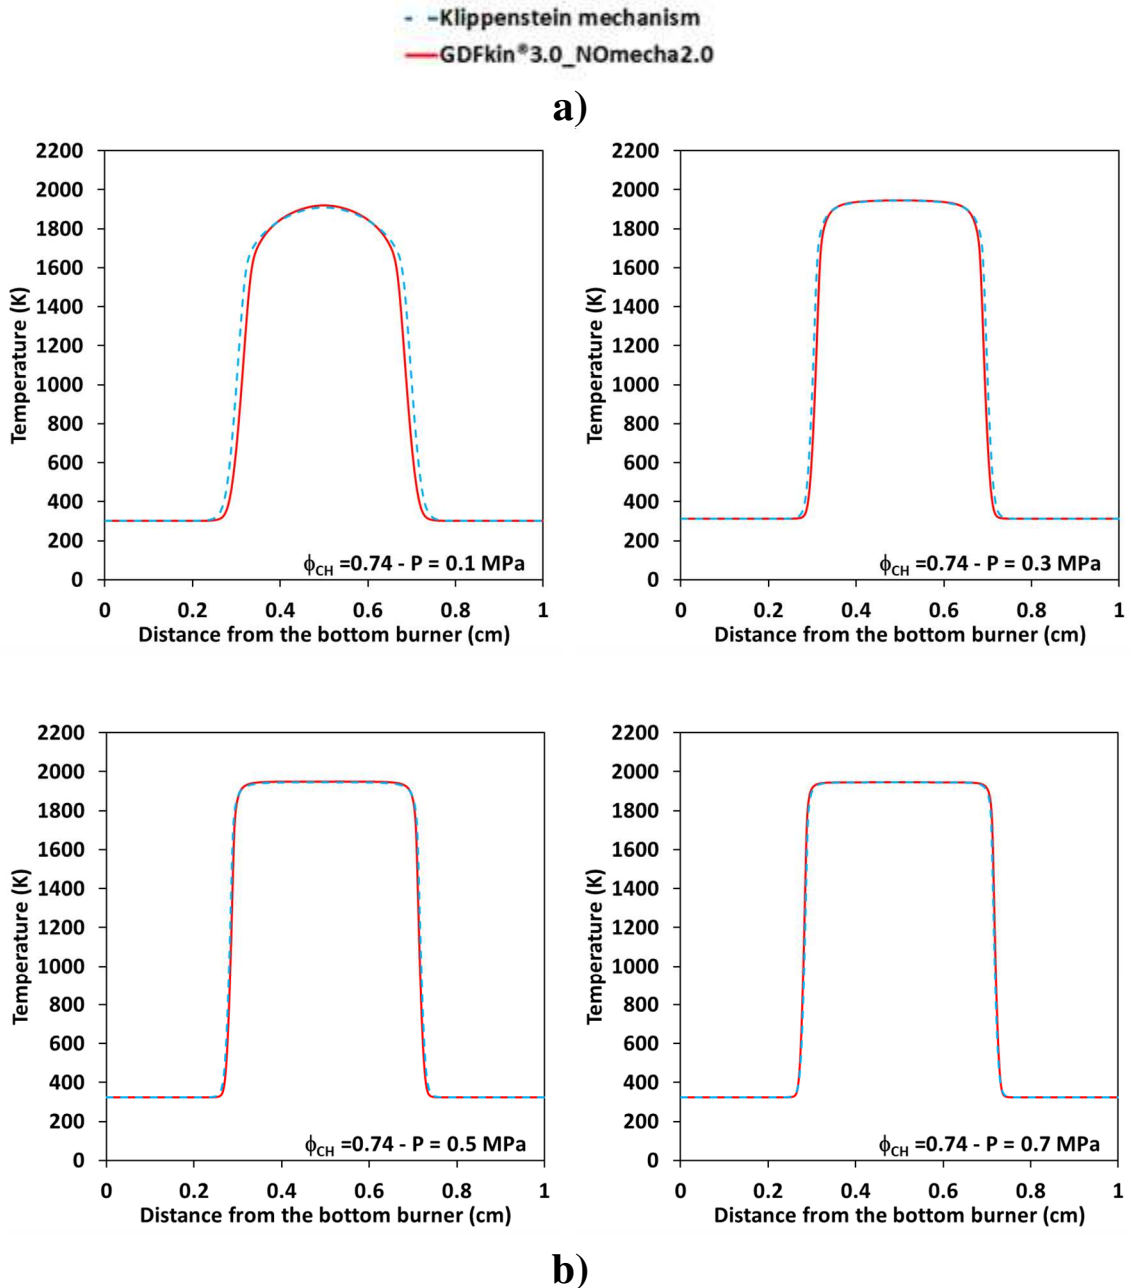 Klippenstein mechanism
GDFkin®3.0_NOmecha2.0
a)
2200
2000
1800
1600
1400
1200
1000
800
600
400
200
0
Temperature (K)
ϕCH =0.74 - P = 0.1 MPa
0 0.2 0.4 0.6 0.8 1
Distance from the bottom burner (cm)
2200
2000
1800
1600
1400
1200
1000
800
600
400
200
0
Temperature (K)
ϕCH =0.74 - P = 0.3 MPa
0 0.2 0.4 0.6 0.8 1
Distance from the bottom burner (cm)
2200
2000
1800
1600
1400
1200
1000
800
600
400
200
0
Temperature (K)
ϕCH =0.74 - P = 0.5 MPa
0 0.2 0.4 0.6 0.8 1
Distance from the bottom burner (cm)
2200
2000
1800
1600
1400
1200
1000
800
600
400
200
0
Temperature (K)
ϕCH =0.74 - P = 0.7 MPa
0 0.2 0.4 0.6 0.8 1
Distance from the bottom burner (cm)
b)